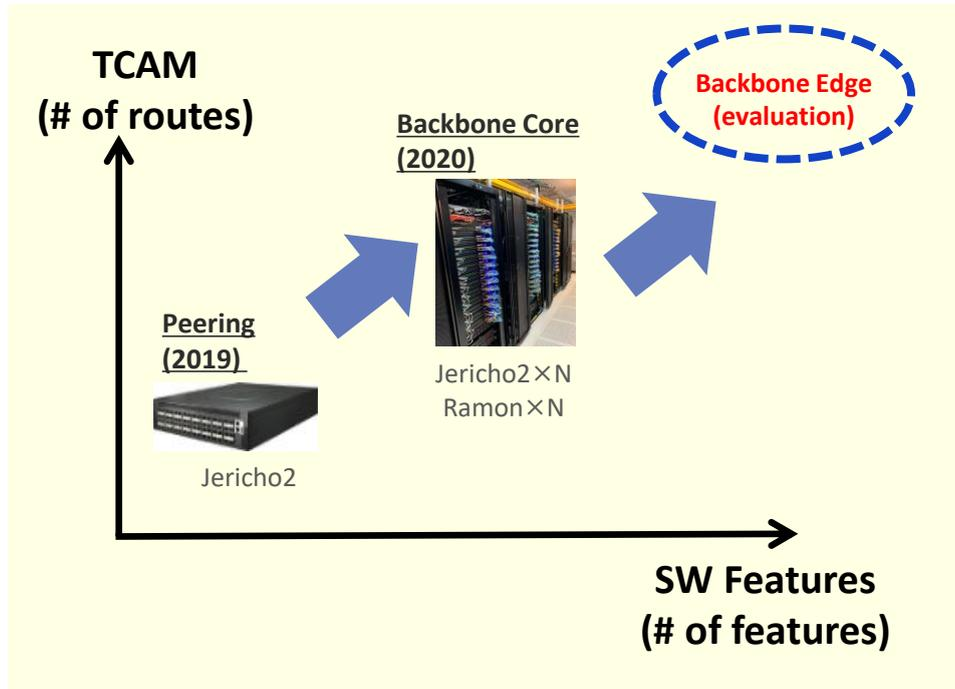 TCAM
(# of routes)
Backbone Edge
(evaluation)
Backbone Core
(2020)
Peering
(2019)
Jericho2×N
Ramon×N
Jericho2
SW Features
(# of features)